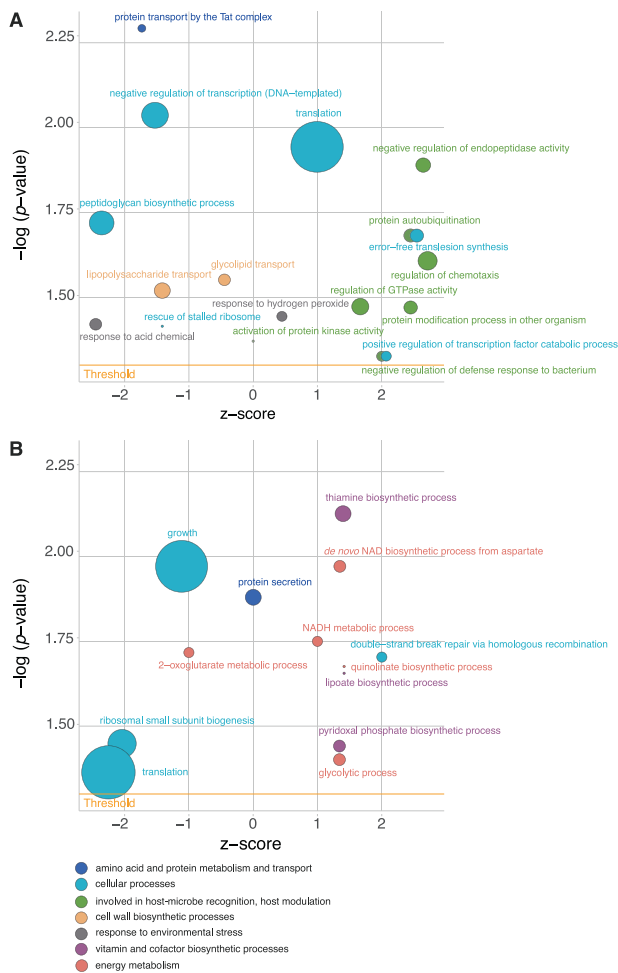 A
protein transport by the Tat complex
2.25
negative regulation of transcription (DNA−templated)
translation
2.00
negative regulation of endopeptidase activity
−log (p−value)
1.75
peptidoglycan biosynthetic process
protein autoubiquitination
error−free translesion synthesis
glycolipid transport
lipopolysaccharide transport
regulation of chemotaxis
regulation of GTPase activity
1.50
response to hydrogen peroxide
rescue of stalled ribosome
protein modification process in other organism
response to acid chemical
activation of protein kinase activity
positive regulation of transcription factor catabolic process
Threshold
negative regulation of defense response to bacterium
−2
−1
0
1
2
z−score
B
2.25
thiamine biosynthetic process
growth
2.00
de novo NAD biosynthetic process from aspartate
protein secretion
−log (p−value)
NADH metabolic process
1.75
double−strand break repair via homologous recombination
2−oxoglutarate metabolic process
quinolinate biosynthetic process
lipoate biosynthetic process
ribosomal small subunit biogenesis
1.50
pyridoxal phosphate biosynthetic process
translation
glycolytic process
Threshold
−2
−1
0
1
2
z−score
amino acid and protein metabolism and transport
cellular processes
involved in host-microbe recognition, host modulation
cell wall biosynthetic processes
response to environmental stress
vitamin and cofactor biosynthetic processes
energy metabolism